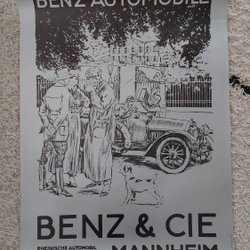 BENZ AUTOMOBILE
BENZ & CIE
RHEINISCHE AUTOMOBIL
MANNHEIM